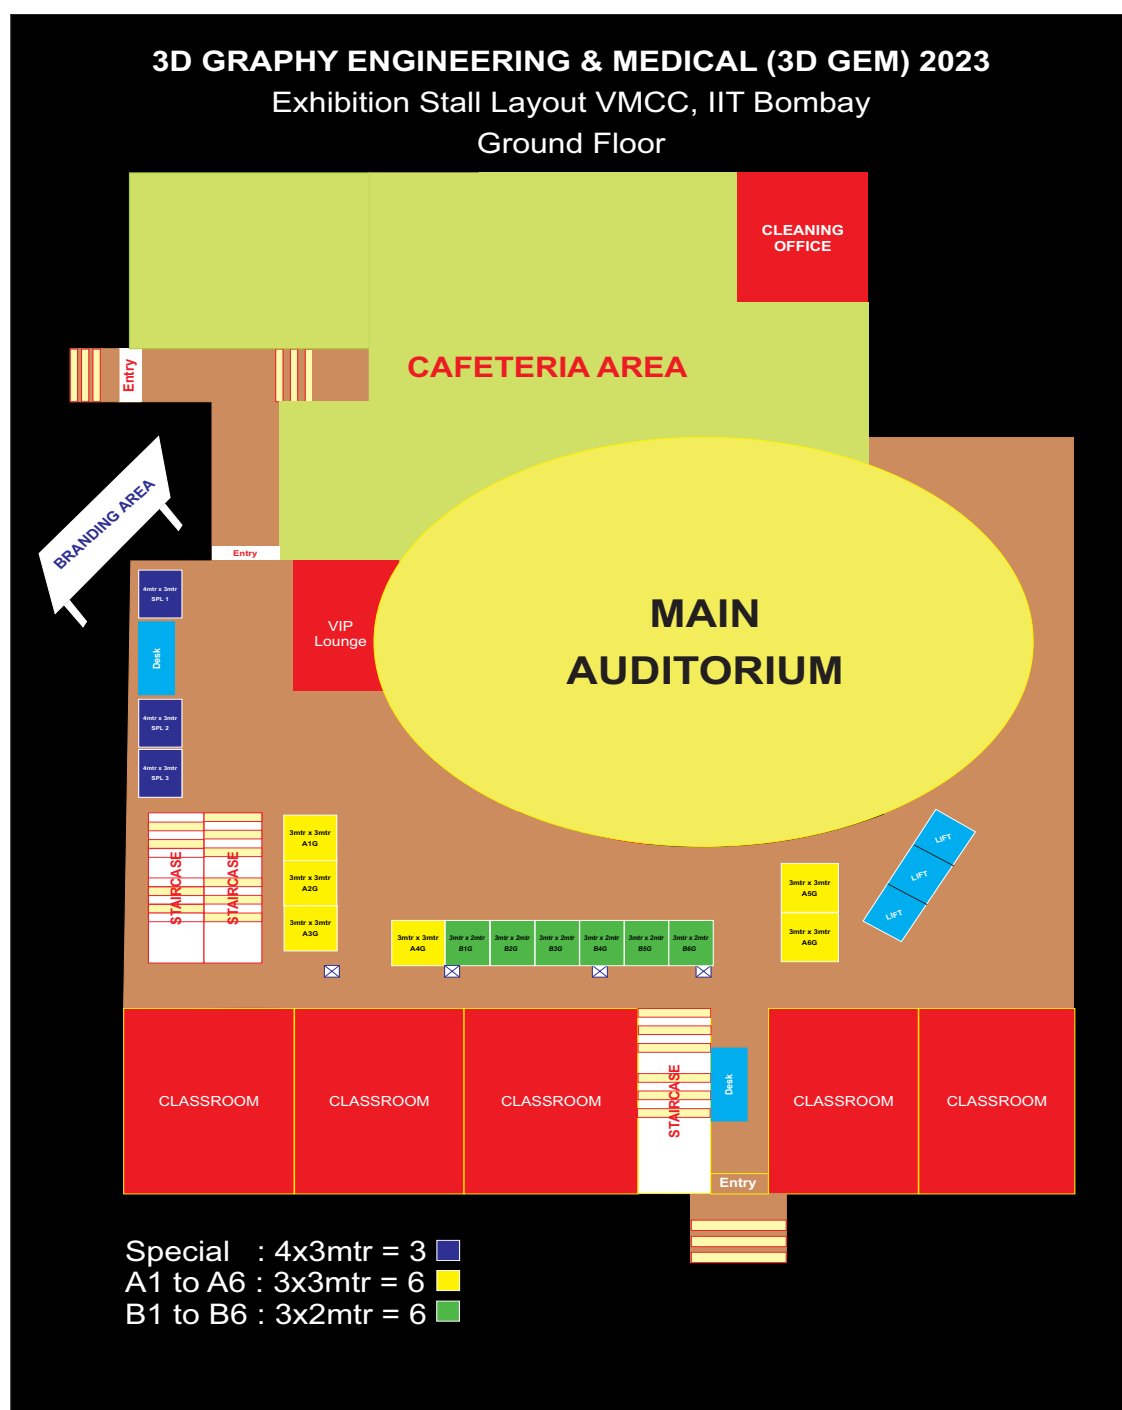 3D GRAPHY ENGINEERING & MEDICAL (3D GEM) 2023
Exhibition Stall Layout VMCC, IIT Bombay
Ground Floor
CLEANING
OFFICE
CAFETERIA AREA
Entry
BRANDING AREA
Entry
4mtr x 3mtr
SPL 1
Desk
4mtr x 3mtr
SPL 2
4mtr x 3mtr
SPL 3
VIP
Lounge
MAIN
AUDITORIUM
STAIRCASE
STAIRCASE
3mtr x 3mtr
A1G
3mtr x 3mtr
A2G
3mtr x 3mtr
A3G
3mtr x 3mtr
A4G
3mtr x 2mtr
B1G
3mtr x 2mtr
B2G
3mtr x 2mtr
B3G
3mtr x 2mtr
B4G
3mtr x 2mtr
B5G
3mtr x 2mtr
B6G
3mtr x 3mtr
A5G
3mtr x 3mtr
A6G
LIFT
LIFT
LIFT
CLASSROOM
CLASSROOM
CLASSROOM
STAIRCASE
Desk
CLASSROOM
CLASSROOM
Entry
Special : 4x3mtr = 3
A1 to A6 : 3x3mtr = 6
B1 to B6 : 3x2mtr = 6